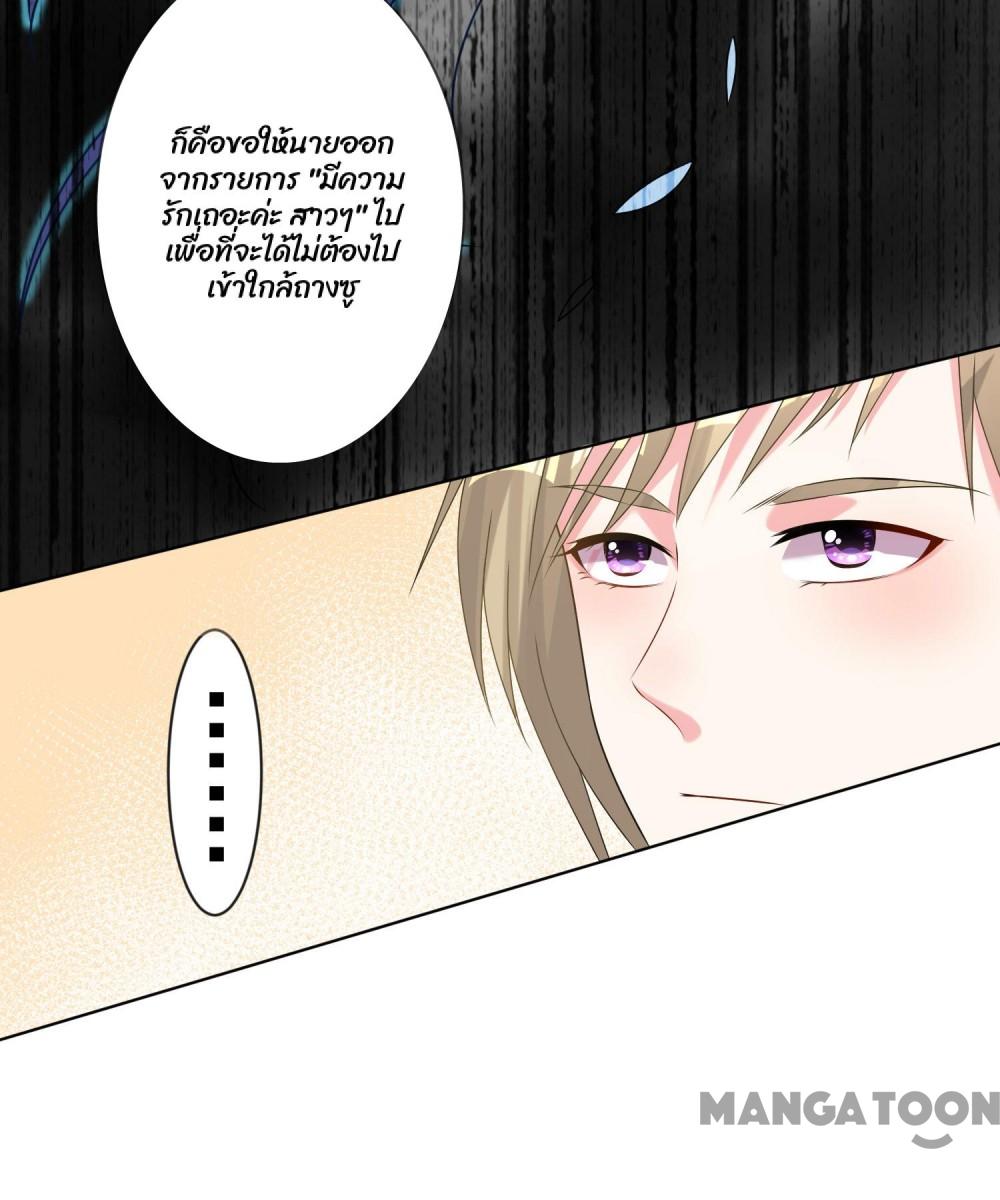 ก็คือขอให้นายออก
จากรายการ "มีความ
รักเถอะค่ะ สาวๆ" ไป
เพื่อที่จะได้ไม่ต้องไป
เข้าใกล้ถางซู
......
MANGATOON